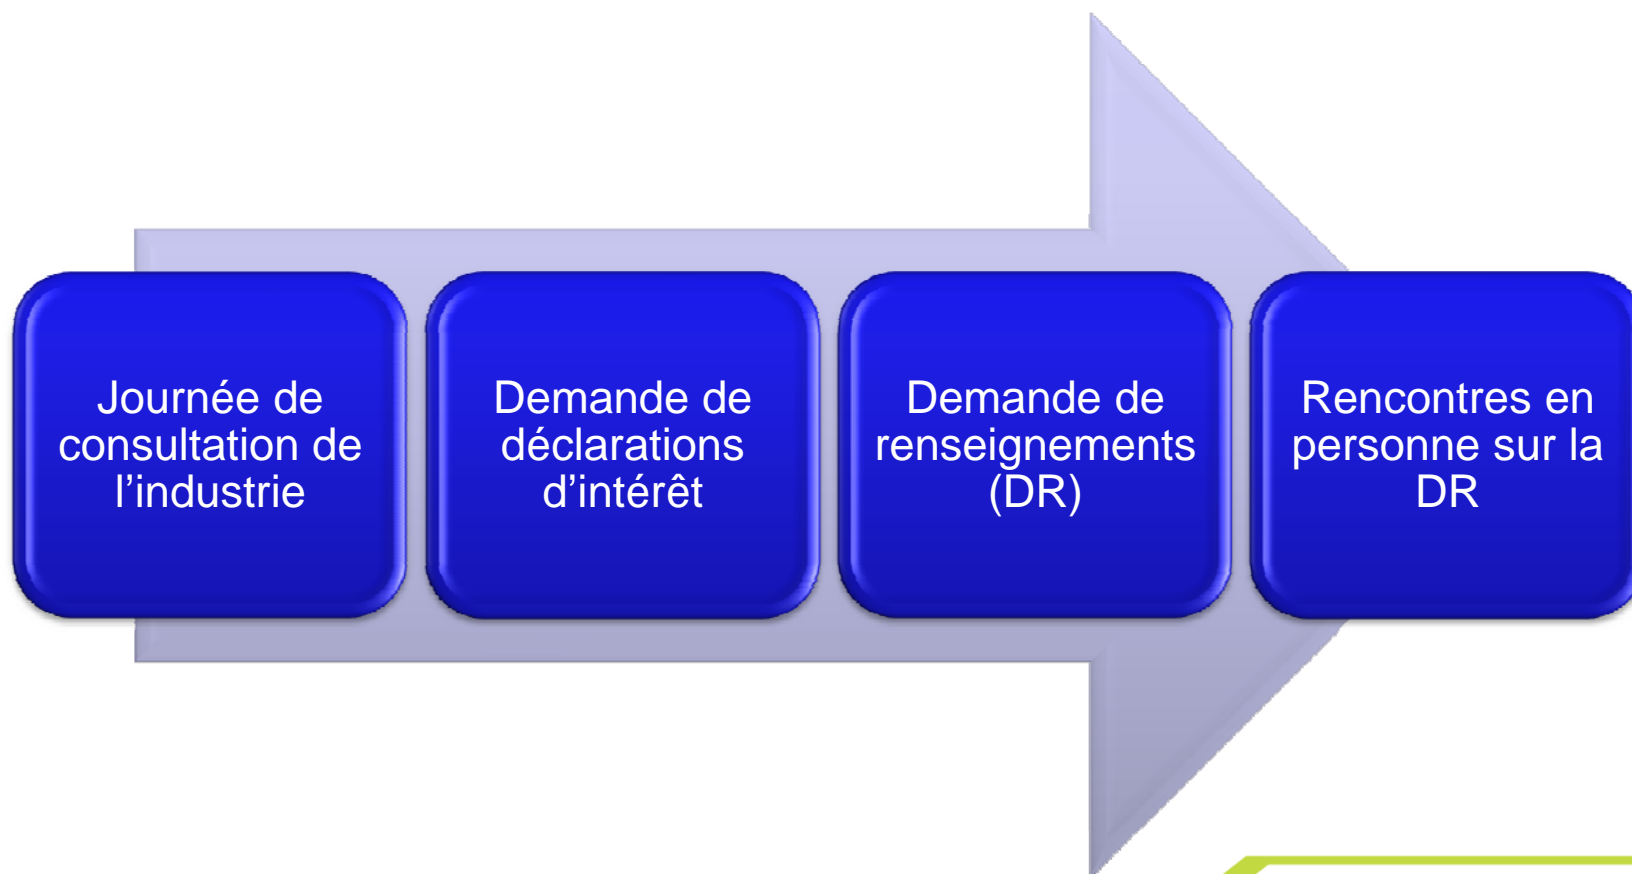 Journée de
consultation de
l’industrie
Demande de
déclarations
d’intérêt
Demande de
renseignements
(DR)
Rencontres en
personne sur la
DR